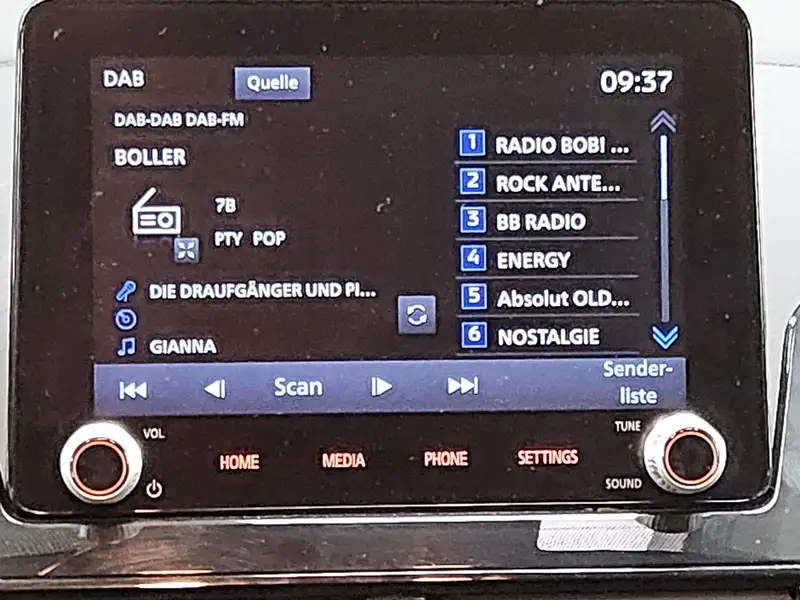 DAB
Quelle
09:37
DAB-DAB DAB-FM
BOLLER
7B
PTY POP
DIE DRAUFGÄNGER UND PI...
GIANNA
1 RADIO BOBI ...
2 ROCK ANTE...
3 BB RADIO
4 ENERGY
5 Absolut OLD...
6 NOSTALGIE
Scan
Sender-
liste
VOL
HOME
MEDIA
PHONE
SETTINGS
TUNE
SOUND